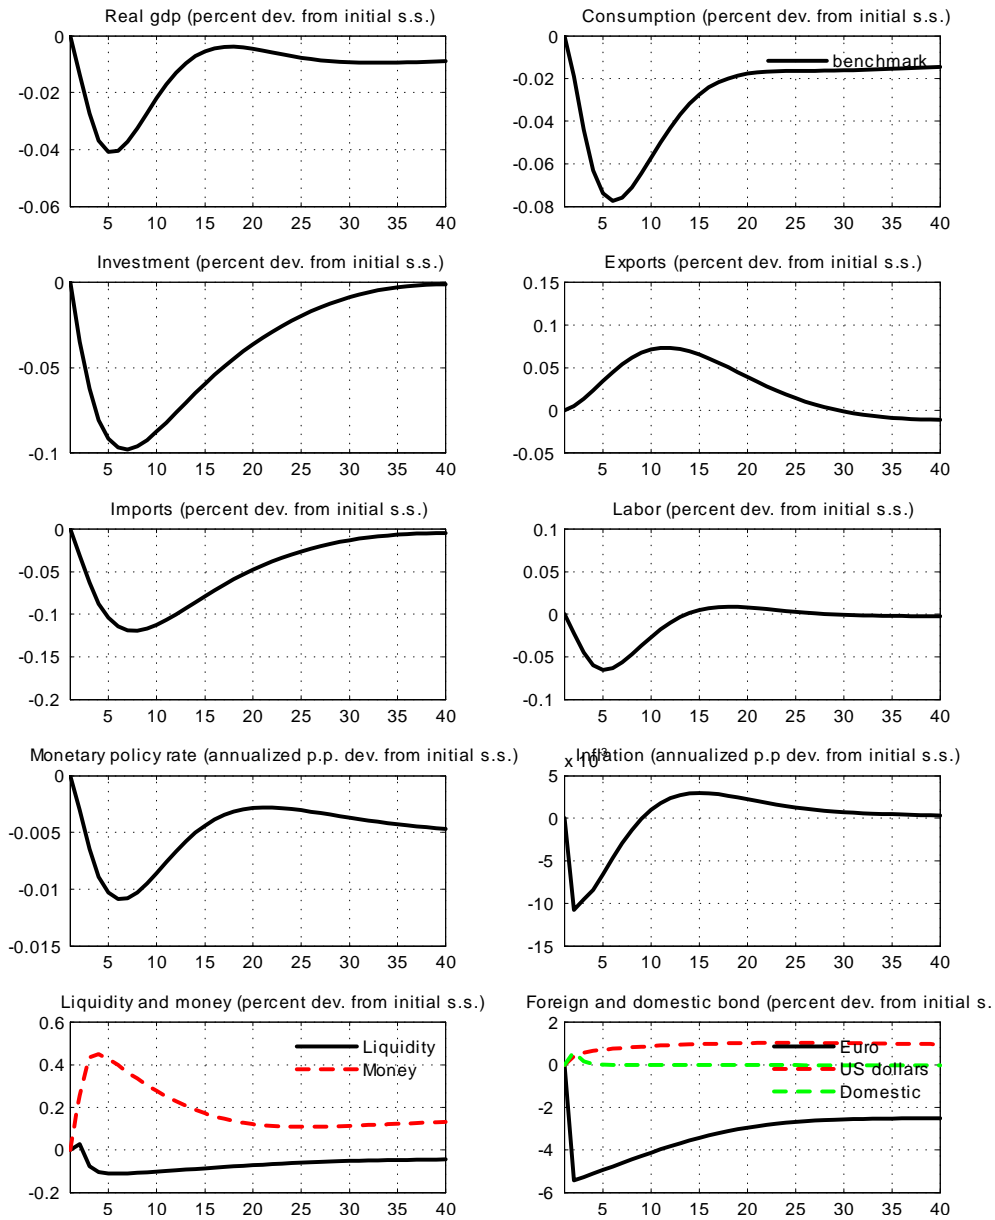 Real gdp (percent dev. from initial s.s.)
0
-0.02
-0.04
-0.06
5 10 15 20 25 30 35 40
Consumption (percent dev. from initial s.s.)
benchmark
0
-0.02
-0.04
-0.06
-0.08
5 10 15 20 25 30 35 40
Investment (percent dev. from initial s.s.)
0
-0.05
-0.1
5 10 15 20 25 30 35 40
Exports (percent dev. from initial s.s.)
0.15
0.1
0.05
0
-0.05
5 10 15 20 25 30 35 40
Imports (percent dev. from initial s.s.)
0
-0.05
-0.1
-0.15
-0.2
5 10 15 20 25 30 35 40
Labor (percent dev. from initial s.s.)
0.1
0.05
0
-0.05
-0.1
5 10 15 20 25 30 35 40
Monetary policy rate (annualized p.p. dev. from initial s.s.)
0
-0.005
-0.01
-0.015
5 10 15 20 25 30 35 40
Inflation (annualized p.p dev. from initial s.s.)
x 10
5
0
-5
-10
-15
5 10 15 20 25 30 35 40
Liquidity and money (percent dev. from initial s.s.)
Liquidity
Money
0.6
0.4
0.2
0
-0.2
5 10 15 20 25 30 35 40
Foreign and domestic bond (percent dev. from initial s.
Euro
US dollars
Domestic
2
0
-2
-4
-6
5 10 15 20 25 30 35 40